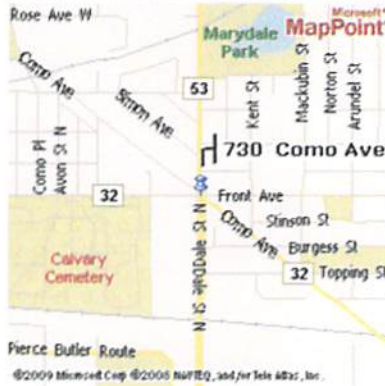 Rose Ave W
Microsoft®
MapPoint®
Marydale
Park
Como Ave
Simon Ave
53
Kent St
Mackubin St
Norton St
Arundel St
730 Como Ave
Como Pl
Avon St N
32
Front Ave
Como Ave
Stinson St
Burgess St
32
Topping St
Calvary
Cemetery
N St
Dale St N
Pierce Butler Route
©2009 Microsoft Corp ©2008 NAVTEQ, and/or Tele Atlas, Inc.